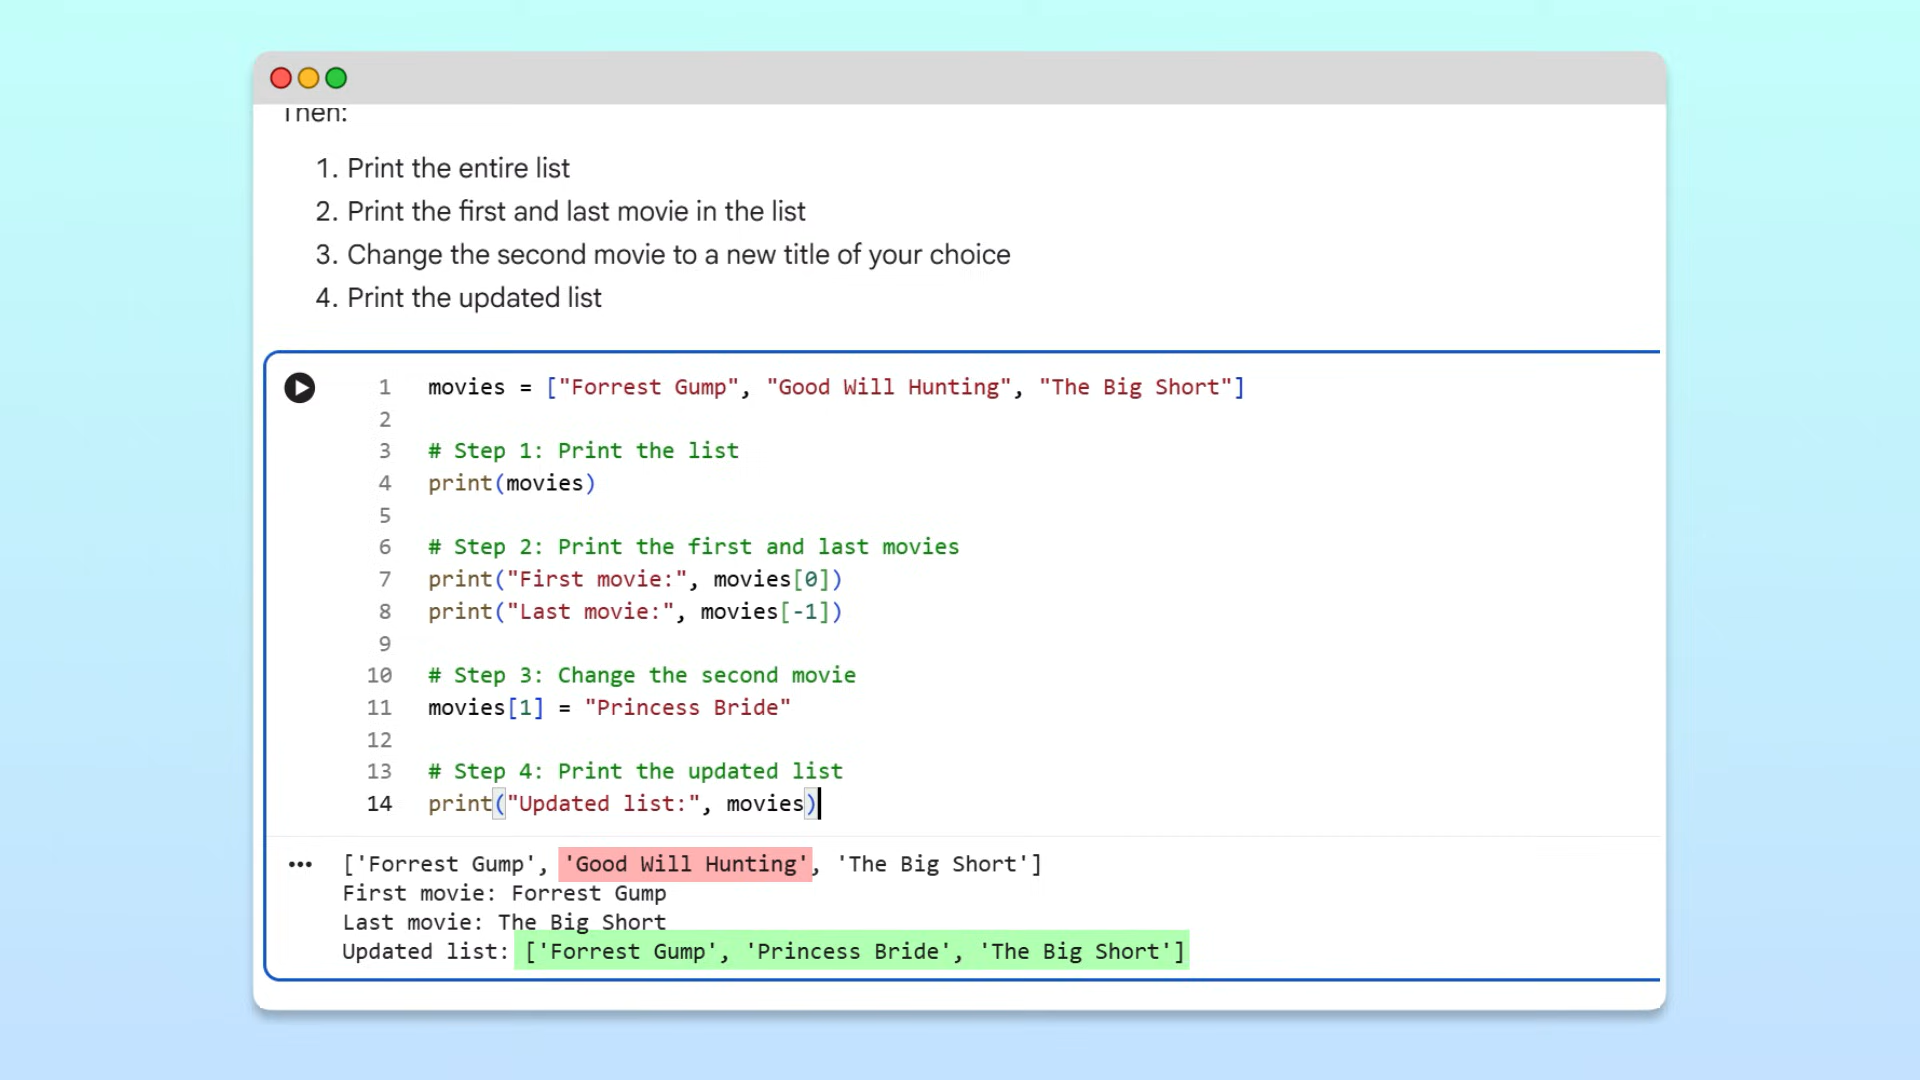 Then:
1. Print the entire list
2. Print the first and last movie in the list
3. Change the second movie to a new title of your choice
4. Print the updated list
1 movies = ["Forrest Gump", "Good Will Hunting", "The Big Short"]
2
3 # Step 1: Print the list
4 print(movies)
5
6 # Step 2: Print the first and last movies
7 print("First movie:", movies[0])
8 print("Last movie:", movies[-1])
9
10 # Step 3: Change the second movie
11 movies[1] = "Princess Bride"
12
13 # Step 4: Print the updated list
14 print("Updated list:", movies)
['Forrest Gump', 'Good Will Hunting', 'The Big Short']
First movie: Forrest Gump
Last movie: The Big Short
Updated list: ['Forrest Gump', 'Princess Bride', 'The Big Short']